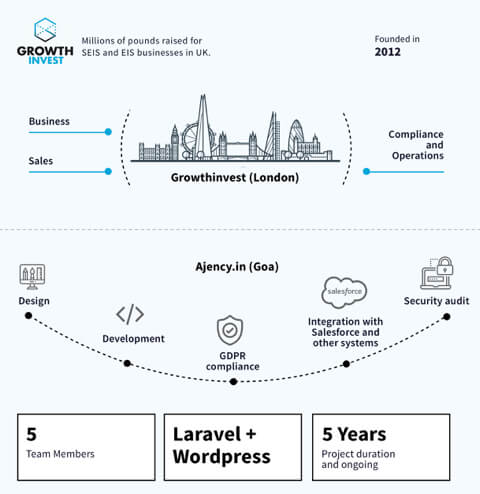 GROWTH
INVEST
Millions of pounds raised for
SEIS and EIS businesses in UK.
Founded in
2012
Business
Sales
Compliance
and
Operations
Growthinvest (London)
Ajency.in (Goa)
Design
Development
GDPR
compliance
salesforce
Integration with
Salesforce and
other systems
Security audit
5
Team Members
Laravel +
Wordpress
5 Years
Project duration
and ongoing